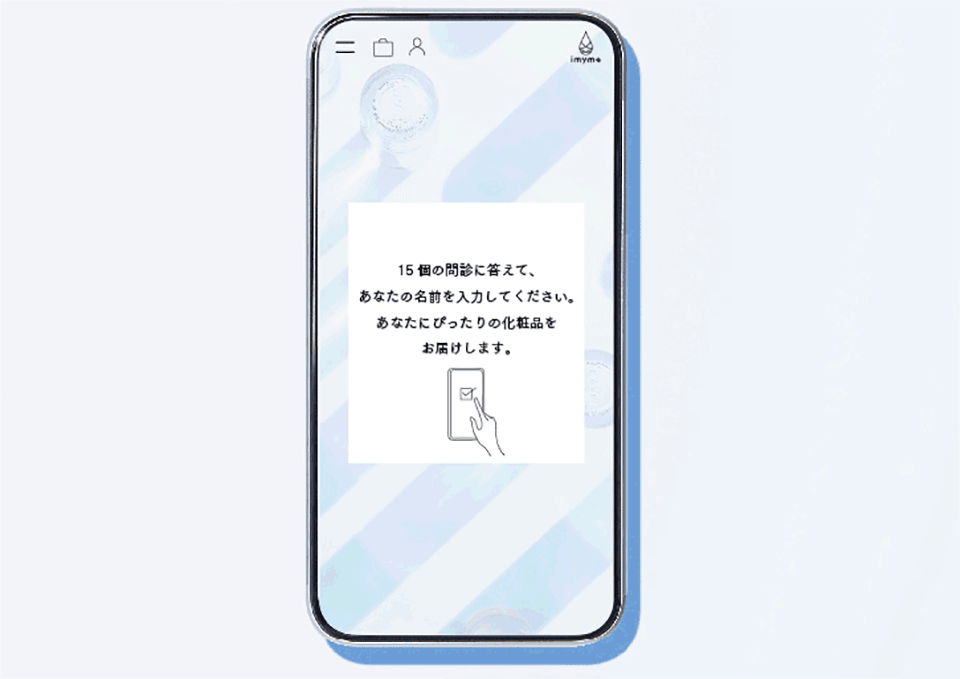 imyme
15個の問診に答えて、
あなたの名前を入力してください。
あなたにぴったりの化粧品を
お届けします。